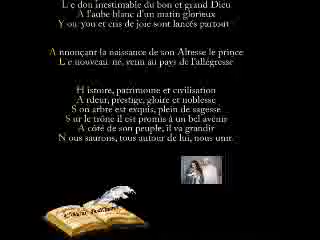 L e don inestimable du bon et grand Dieu
A l'aube blanc d'un matin glorieux
Y ou you et cris de joie sont lancés partout
A nnonçant la naissance de son Altesse le prince
L e nouveau né, venu au pays de l'allégresse
H istoire, patrimoine et civilisation
A rdeur, prestige, gloire et noblesse
S on arbre est exquis, plein de sagesse
S ur le trône il est promis à un bel avenir
A côté de son peuple, il va grandir
N ous saurons, tous autour de lui, nous unir